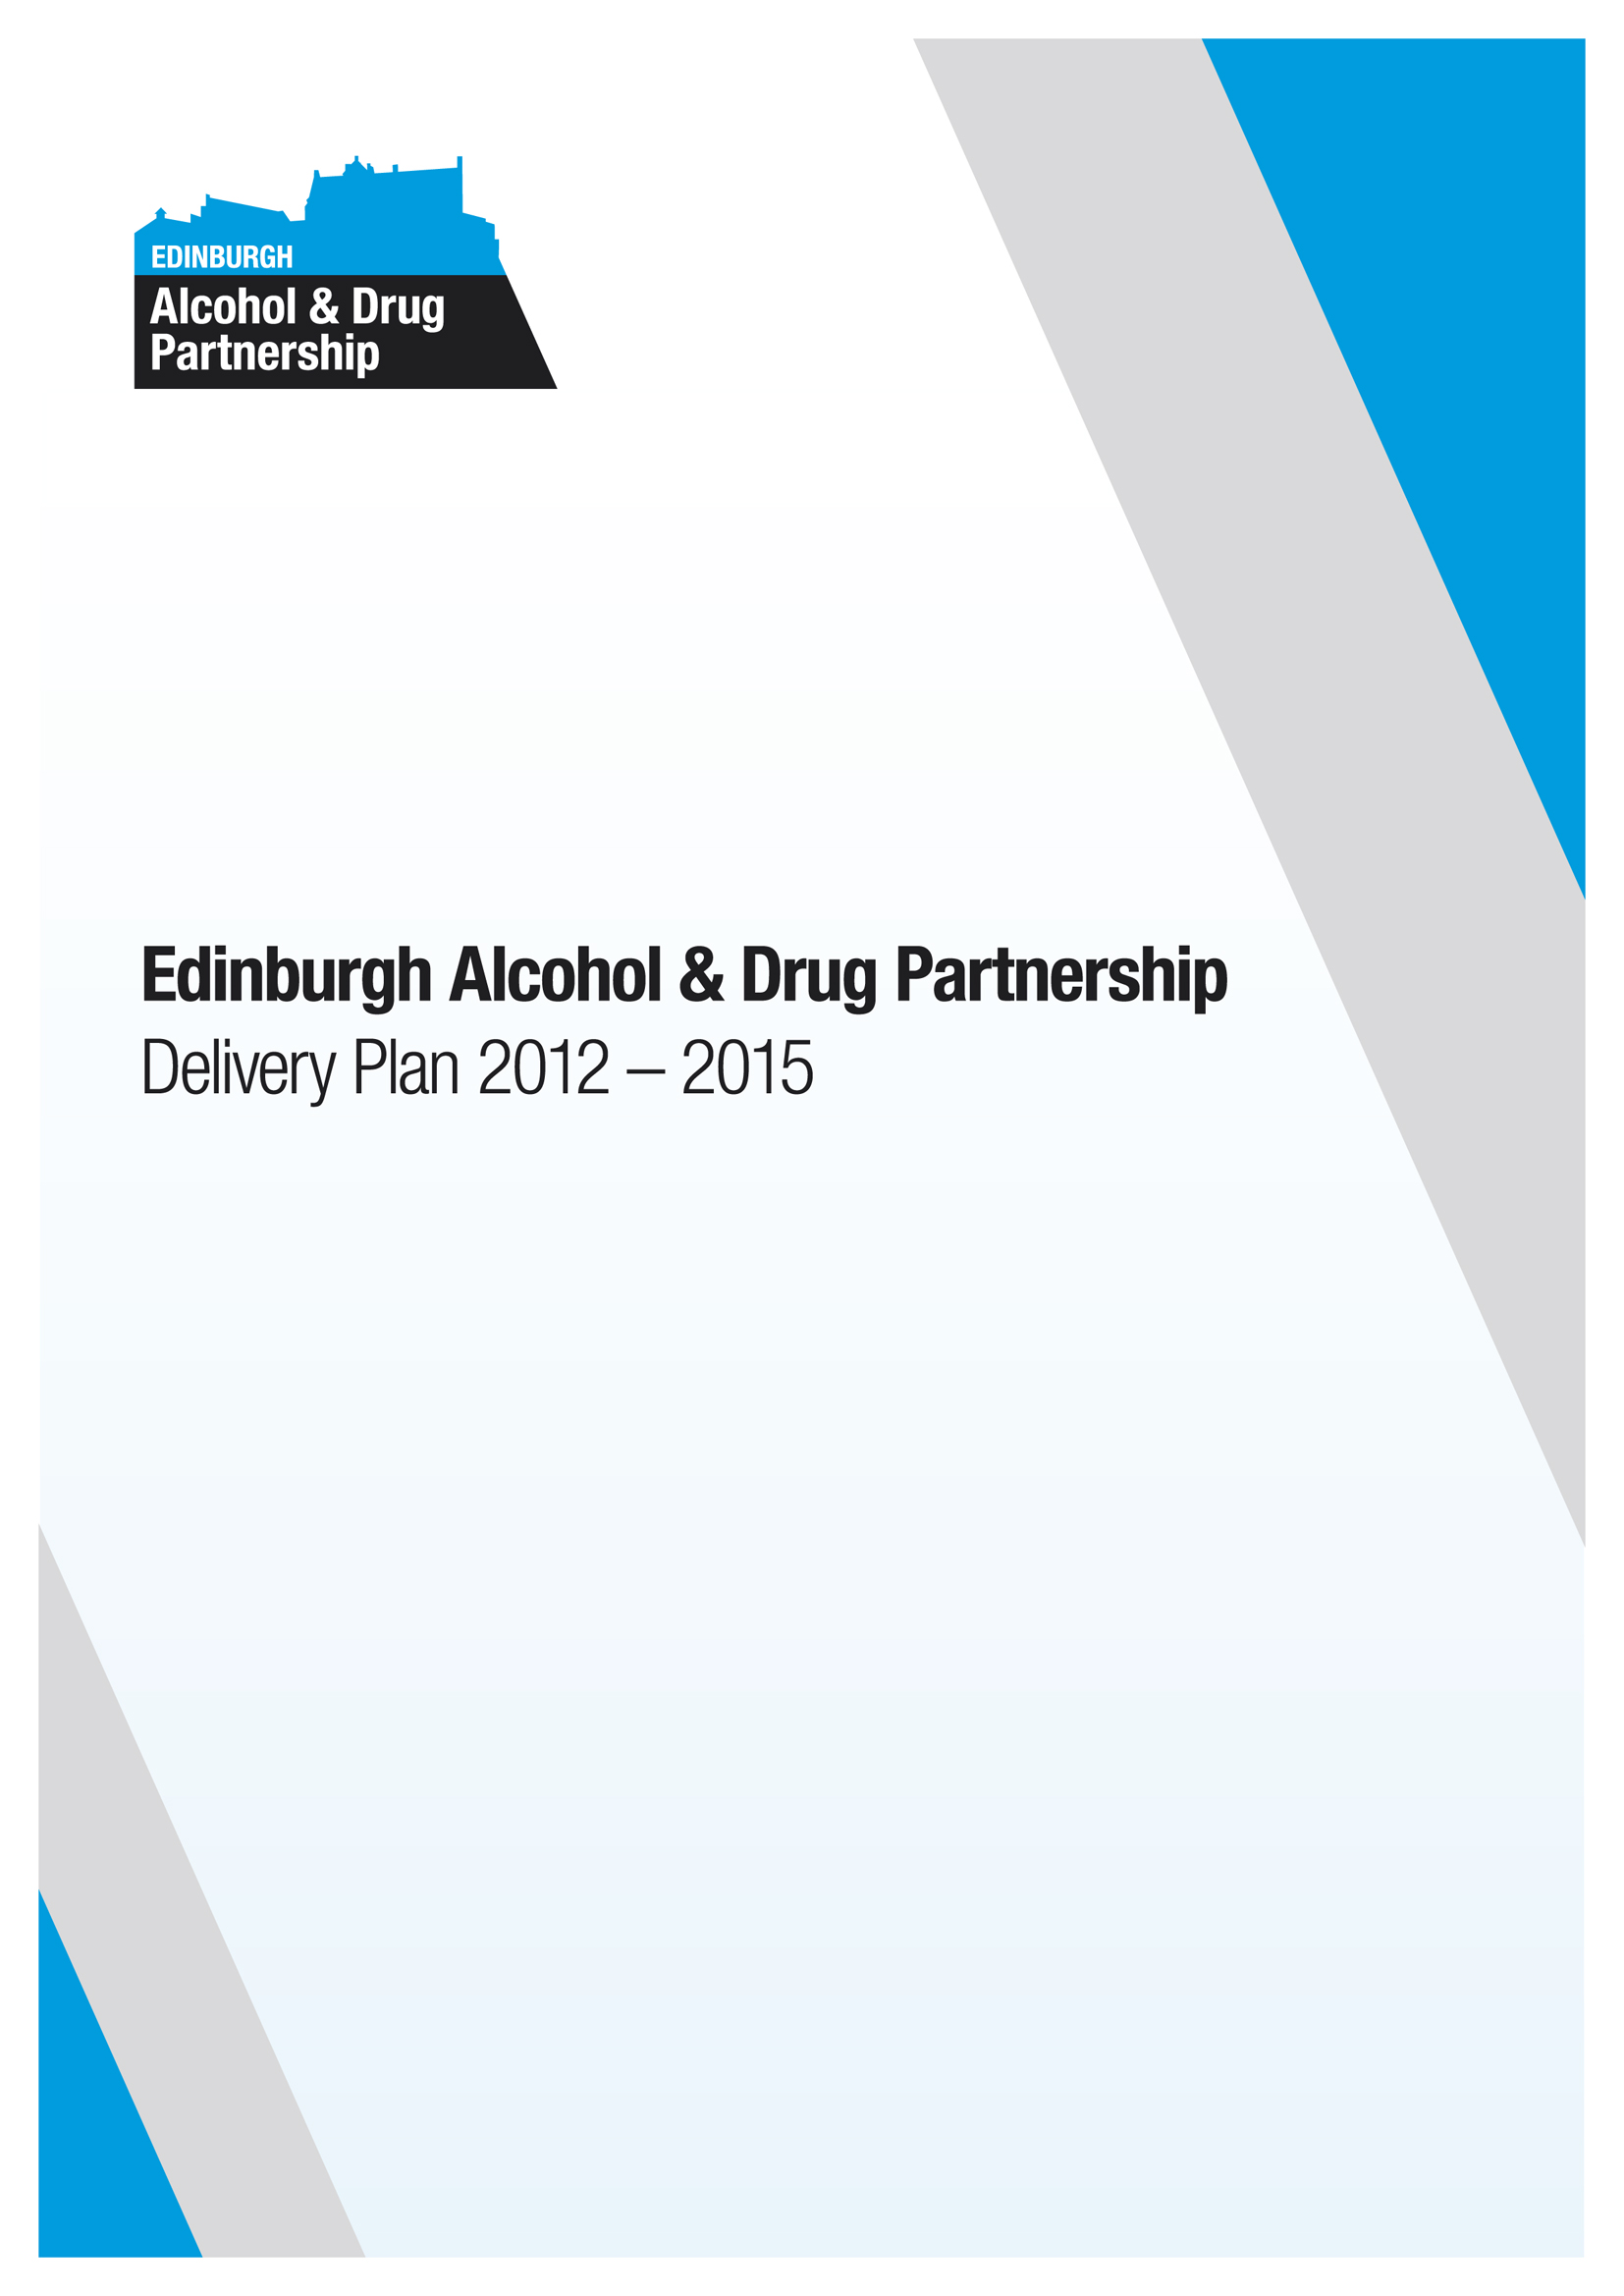 EDINBURGH
Alcohol & Drug
Partnership
Edinburgh Alcohol & Drug Partnership
Delivery Plan 2012 — 2015